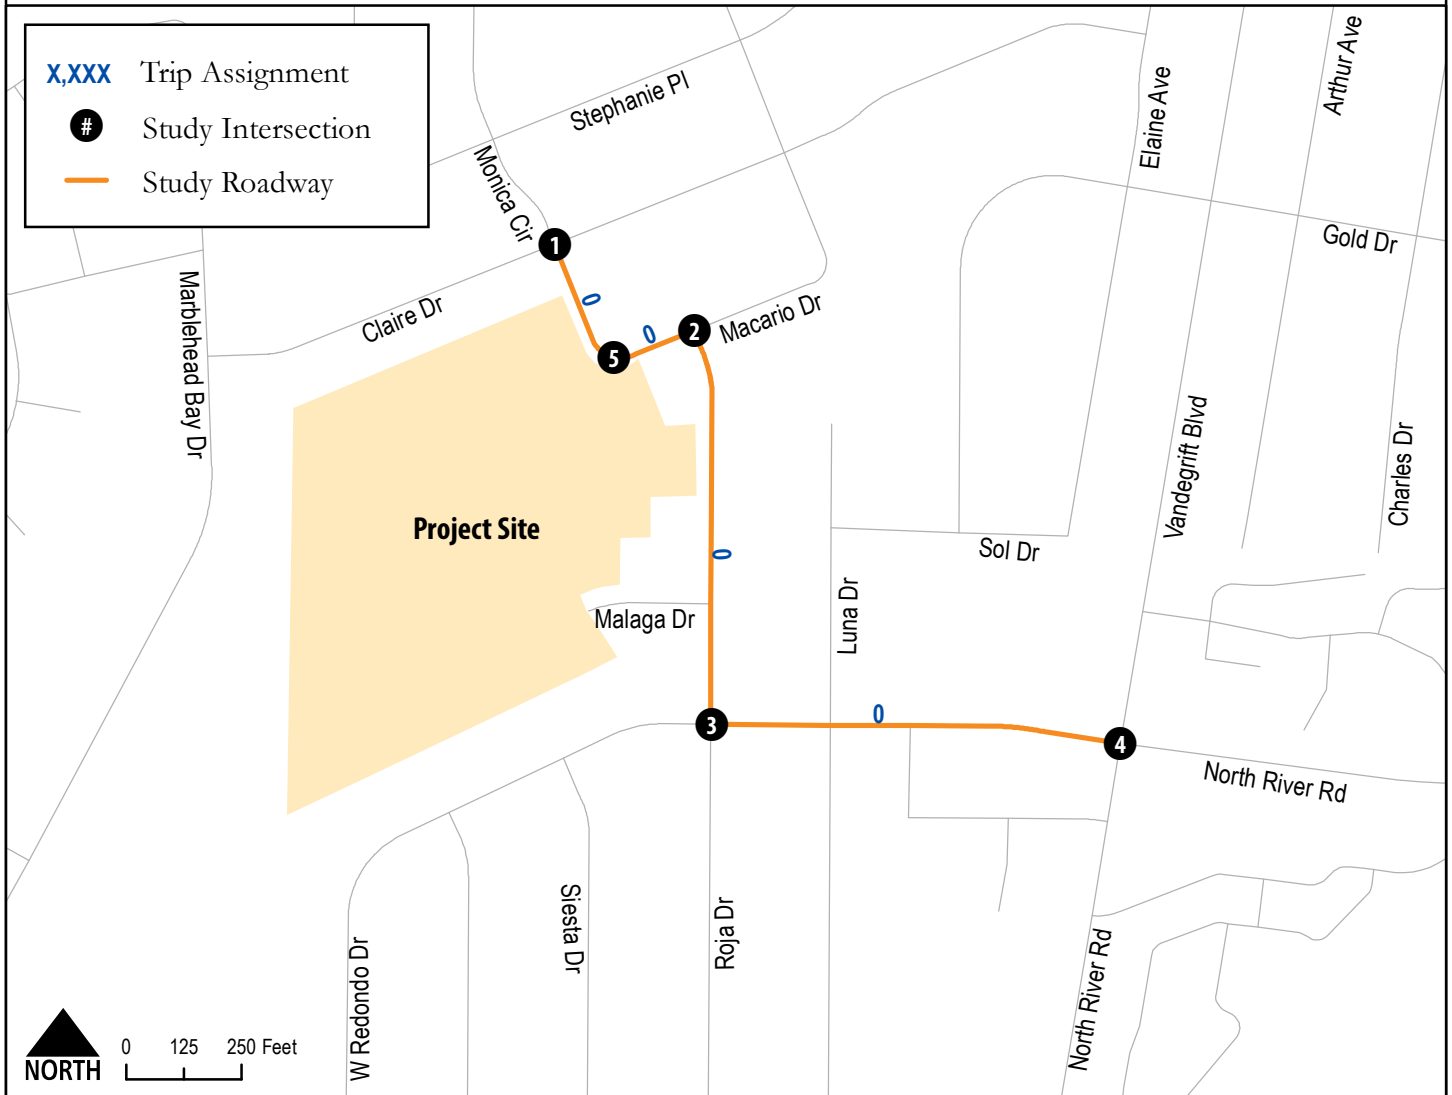 X,XXX Trip Assignment
# Study Intersection
Study Roadway
Stephanie Pl
Monica Cir
Elaine Ave
Arthur Ave
Gold Dr
1
0
0
2
Macario Dr
5
Claire Dr
Marblehead Bay Dr
Vandegrift Blvd
Charles Dr
Project Site
0
Sol Dr
Luna Dr
Malaga Dr
3
0
4
North River Rd
Siesta Dr
Roja Dr
W Redondo Dr
North River Rd
NORTH
0 125 250 Feet